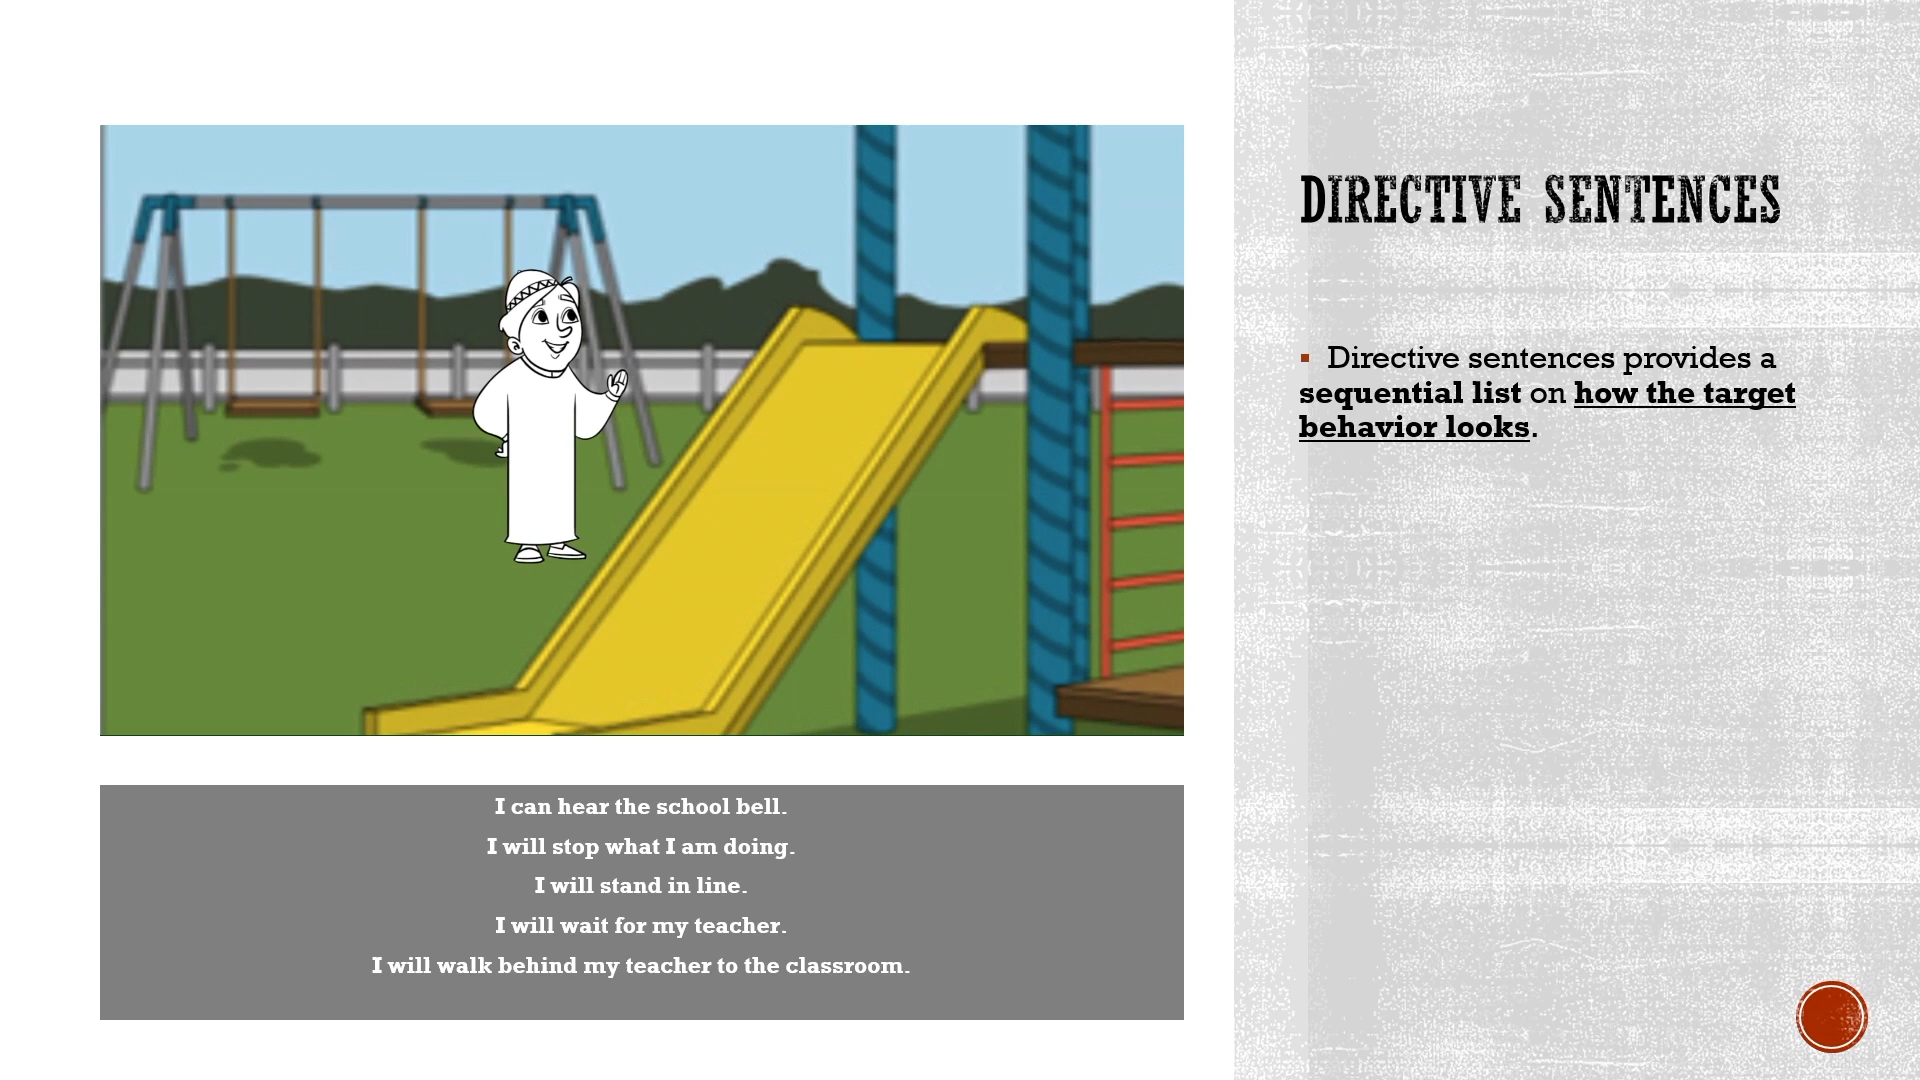 DIRECTIVE SENTENCES
▪ Directive sentences provides a
sequential list on how the target
behavior looks.
I can hear the school bell.
I will stop what I am doing.
I will stand in line.
I will wait for my teacher.
I will walk behind my teacher to the classroom.